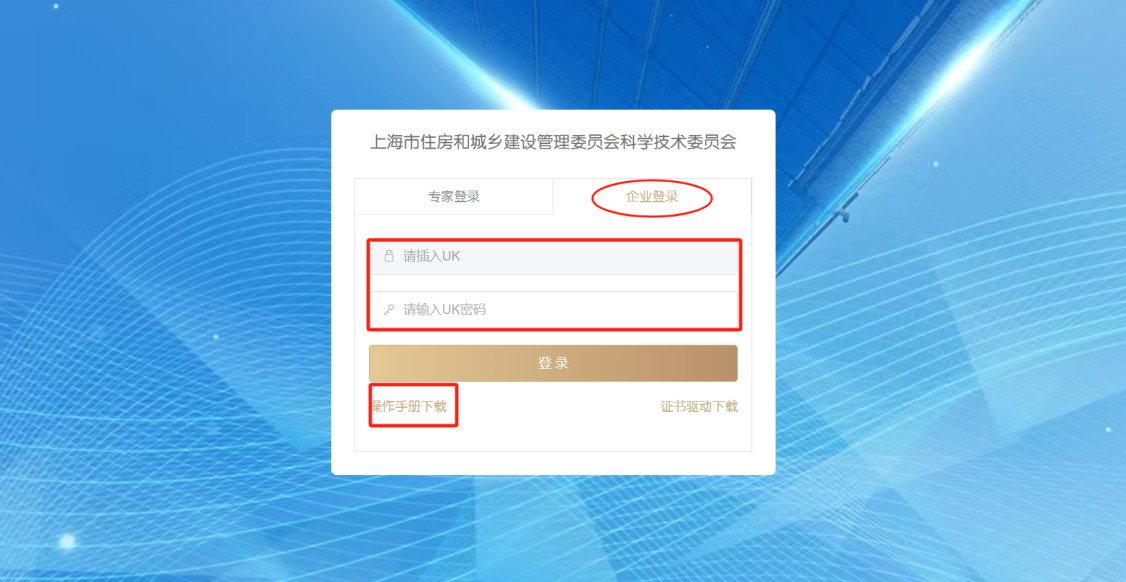 上海市住房和城乡建设管理委员会科学技术委员会
专家登录 企业登录
请插入UK
请输入UK密码
登录
操作手册下载 证书驱动下载